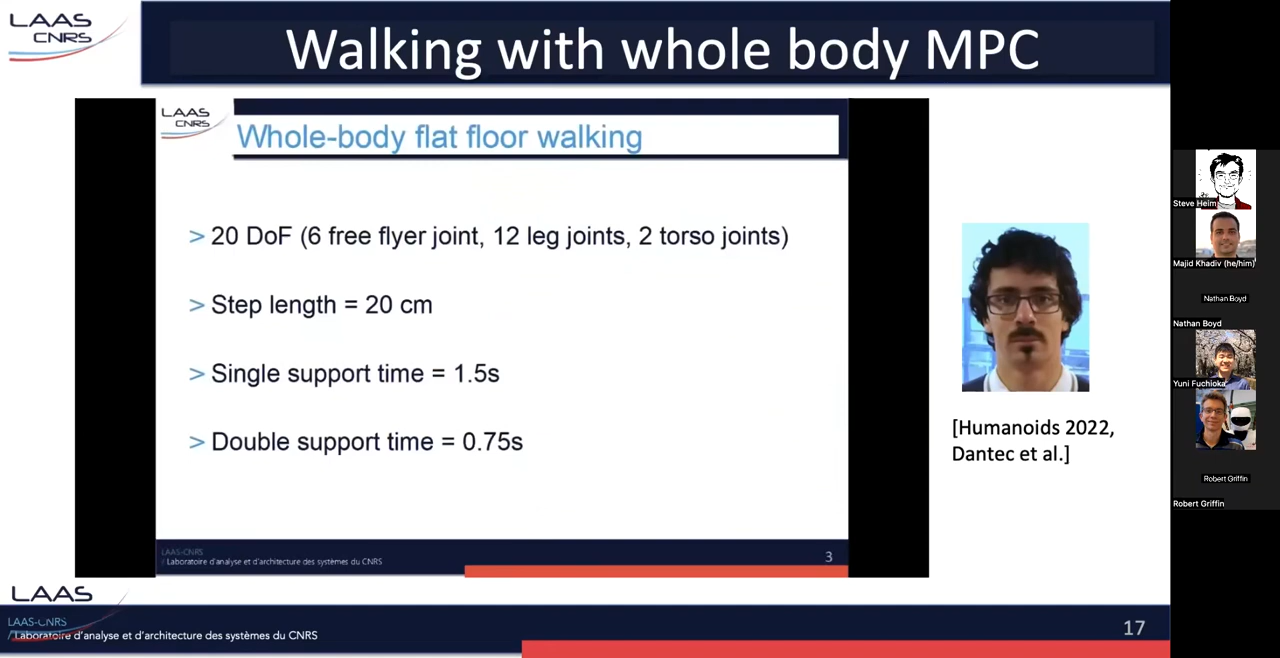 LAAS
CNRS
Walking with whole body MPC
LAAS
CNRS
Whole-body flat floor walking
> 20 DoF (6 free flyer joint, 12 leg joints, 2 torso joints)
> Step length = 20 cm
> Single support time = 1.5s
> Double support time = 0.75s
LAAS-CNRS
/ Laboratoire d'analyse et d'architecture des systèmes du CNRS
3
[Humanoids 2022,
Dantec et al.]
LAAS
LAAS-CNRS
/ Laboratoire d'analyse et d'architecture des systèmes du CNRS
17
Steve Heim
Majid Khadiv (he/him)
Nathan Boyd
Nathan Boyd
Yuni Fuchioka
Robert Griffin
Robert Griffin